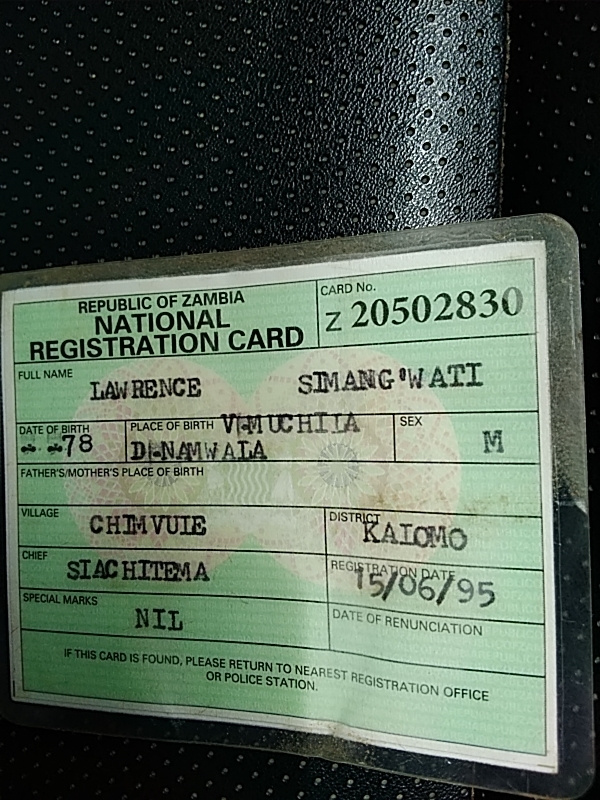 REPUBLIC OF ZAMBIA
NATIONAL
REGISTRATION CARD
CARD No.
Z 20502830
FULL NAME
LAWRENCE SIMANG'WATI
DATE OF BIRTH
78
PLACE OF BIRTH V-MUCHILA
D-NAMWALA
SEX
M
FATHER'S/MOTHER'S PLACE OF BIRTH
VILLAGE
CHIMVULE
DISTRICT
KALOMO
CHIEF
SIACHITEMA
REGISTRATION DATE
15/06/95
SPECIAL MARKS
NIL
DATE OF RENUNCIATION
IF THIS CARD IS FOUND, PLEASE RETURN TO NEAREST REGISTRATION OFFICE
OR POLICE STATION.